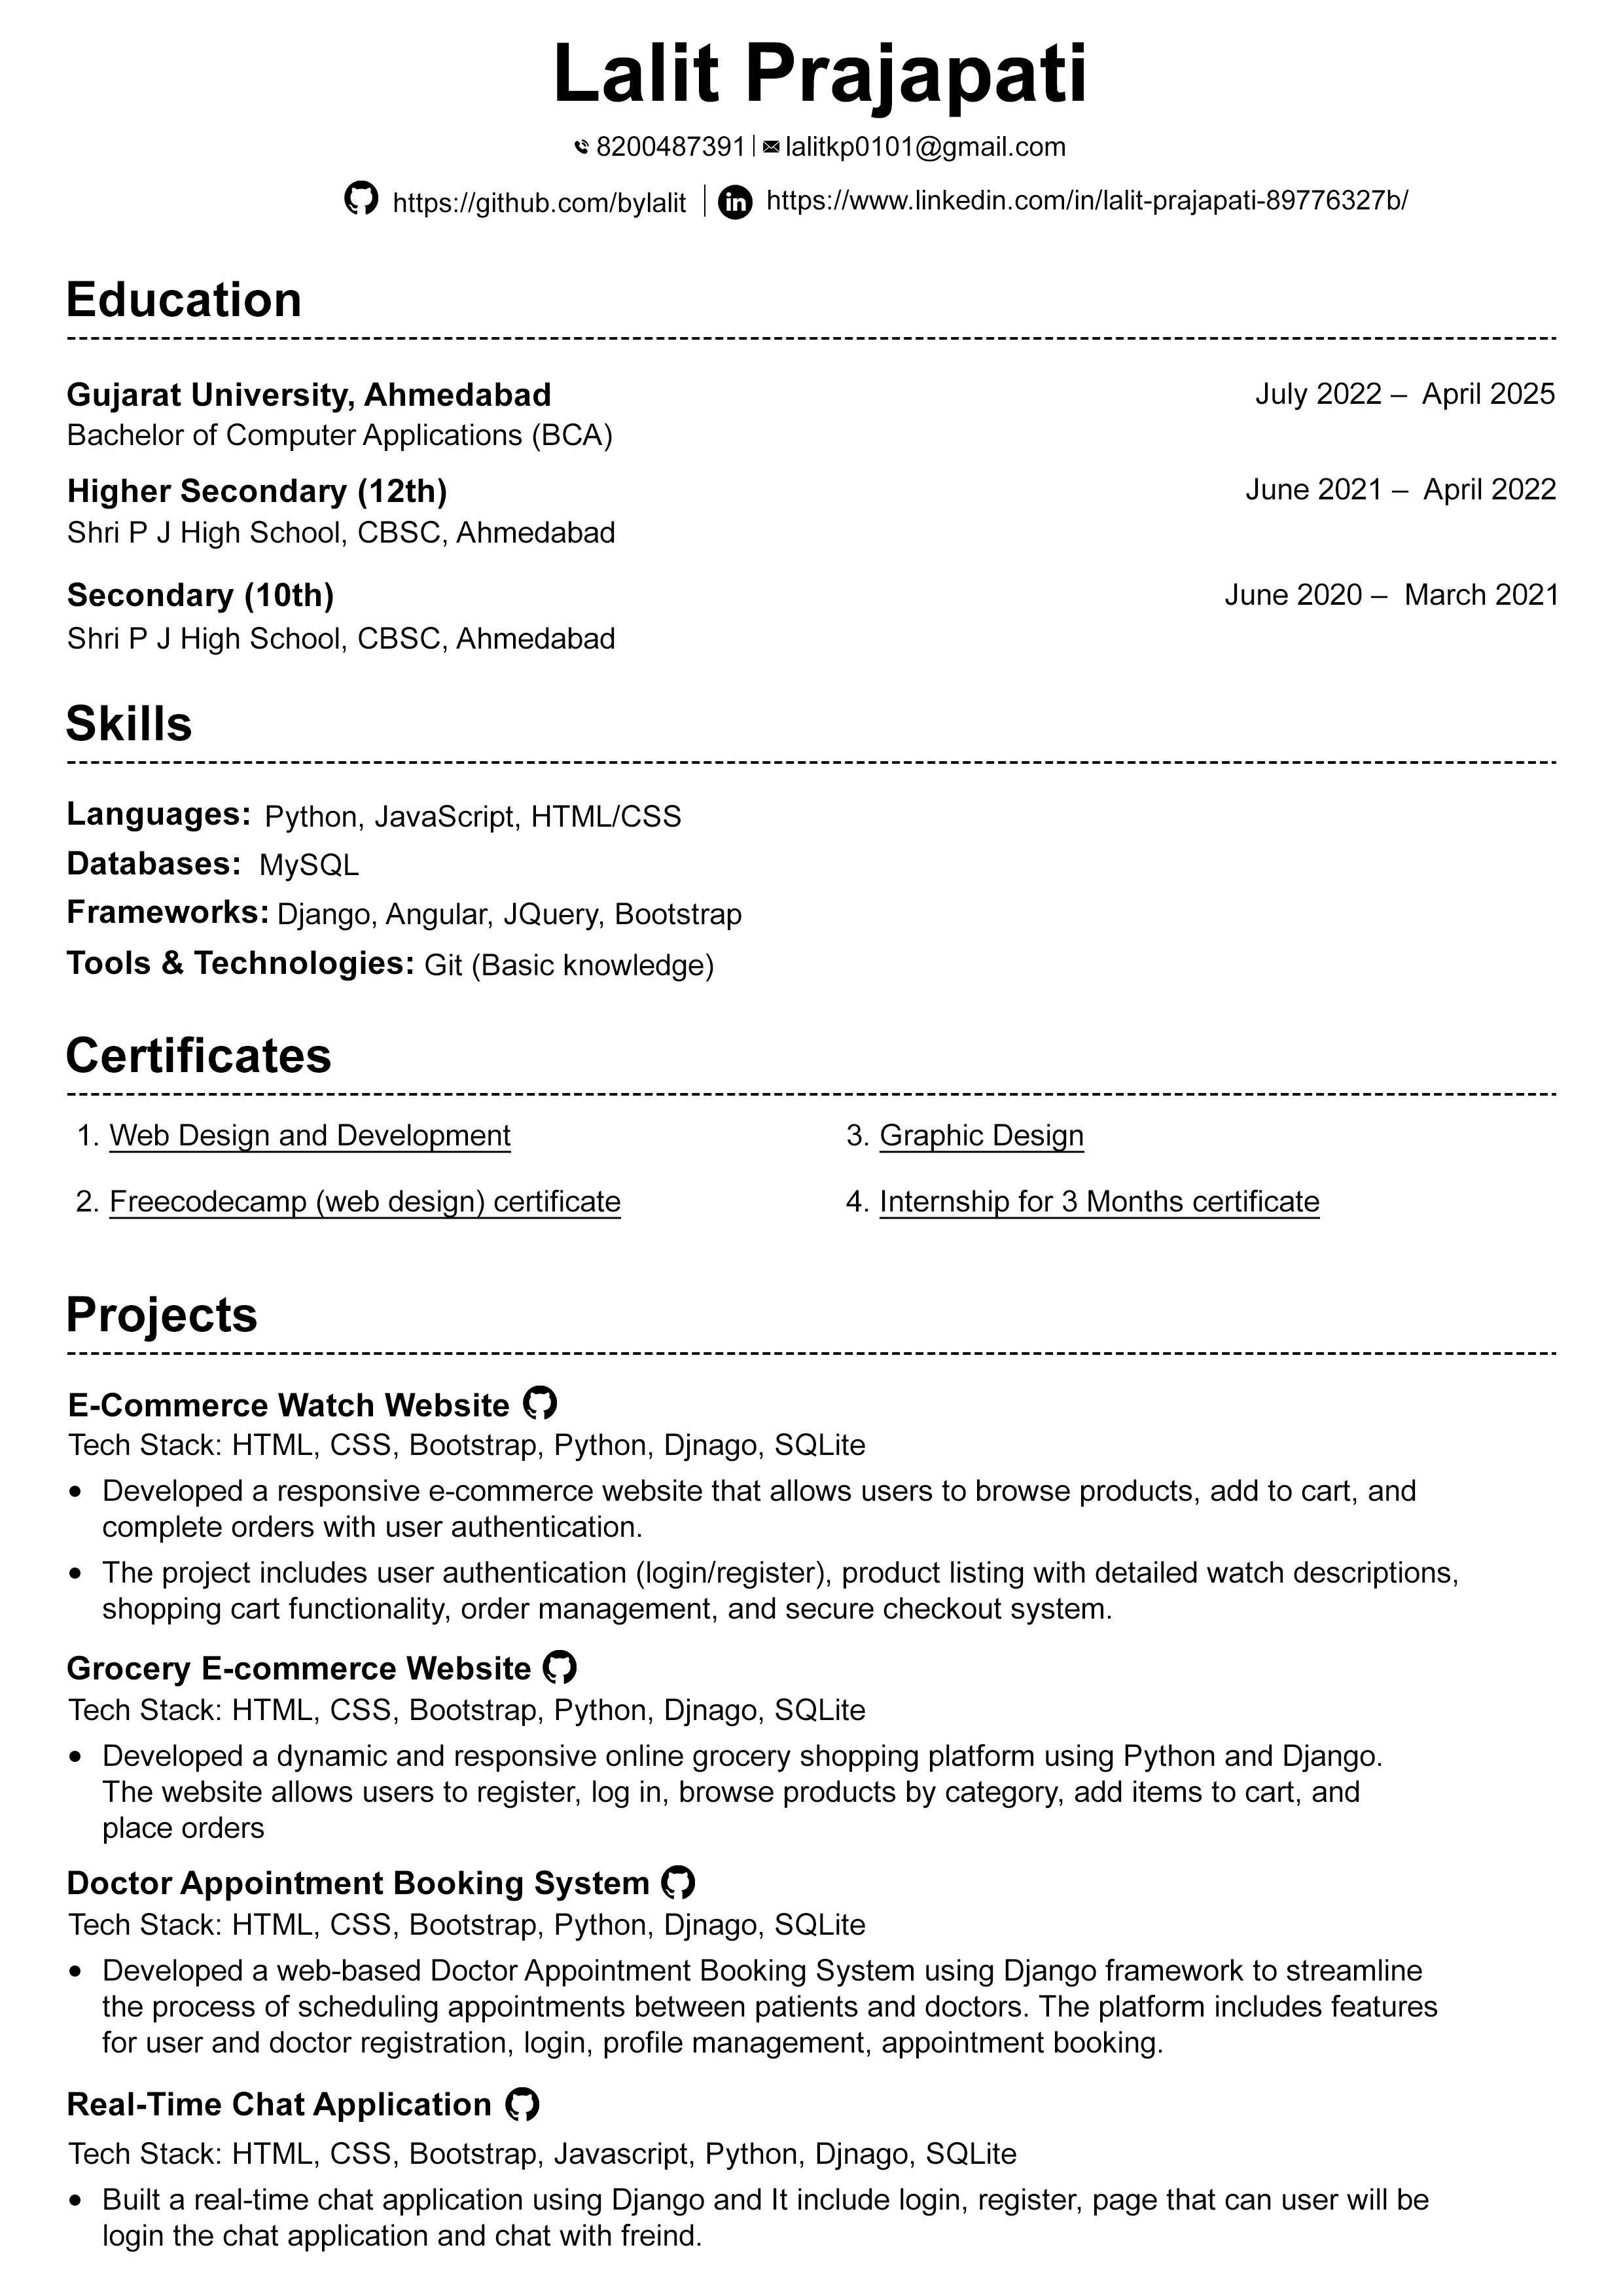 Lalit Prajapati
8200487391 | lalitkp0101@gmail.com
https://github.com/bylalit | https://www.linkedin.com/in/lalit-prajapati-89776327b/
Education
Gujarat University, Ahmedabad July 2022 – April 2025
Bachelor of Computer Applications (BCA)
Higher Secondary (12th) June 2021 – April 2022
Shri P J High School, CBSC, Ahmedabad
Secondary (10th) June 2020 – March 2021
Shri P J High School, CBSC, Ahmedabad
Skills
Languages: Python, JavaScript, HTML/CSS
Databases: MySQL
Frameworks: Django, Angular, JQuery, Bootstrap
Tools & Technologies: Git (Basic knowledge)
Certificates
1. Web Design and Development
2. Freecodecamp (web design) certificate
3. Graphic Design
4. Internship for 3 Months certificate
Projects
E-Commerce Watch Website
Tech Stack: HTML, CSS, Bootstrap, Python, Djnago, SQLite
• Developed a responsive e-commerce website that allows users to browse products, add to cart, and
complete orders with user authentication.
• The project includes user authentication (login/register), product listing with detailed watch descriptions,
shopping cart functionality, order management, and secure checkout system.
Grocery E-commerce Website
Tech Stack: HTML, CSS, Bootstrap, Python, Djnago, SQLite
• Developed a dynamic and responsive online grocery shopping platform using Python and Django.
The website allows users to register, log in, browse products by category, add items to cart, and
place orders
Doctor Appointment Booking System
Tech Stack: HTML, CSS, Bootstrap, Python, Djnago, SQLite
• Developed a web-based Doctor Appointment Booking System using Django framework to streamline
the process of scheduling appointments between patients and doctors. The platform includes features
for user and doctor registration, login, profile management, appointment booking.
Real-Time Chat Application
Tech Stack: HTML, CSS, Bootstrap, Javascript, Python, Djnago, SQLite
• Built a real-time chat application using Django and It include login, register, page that can user will be
login the chat application and chat with freind.